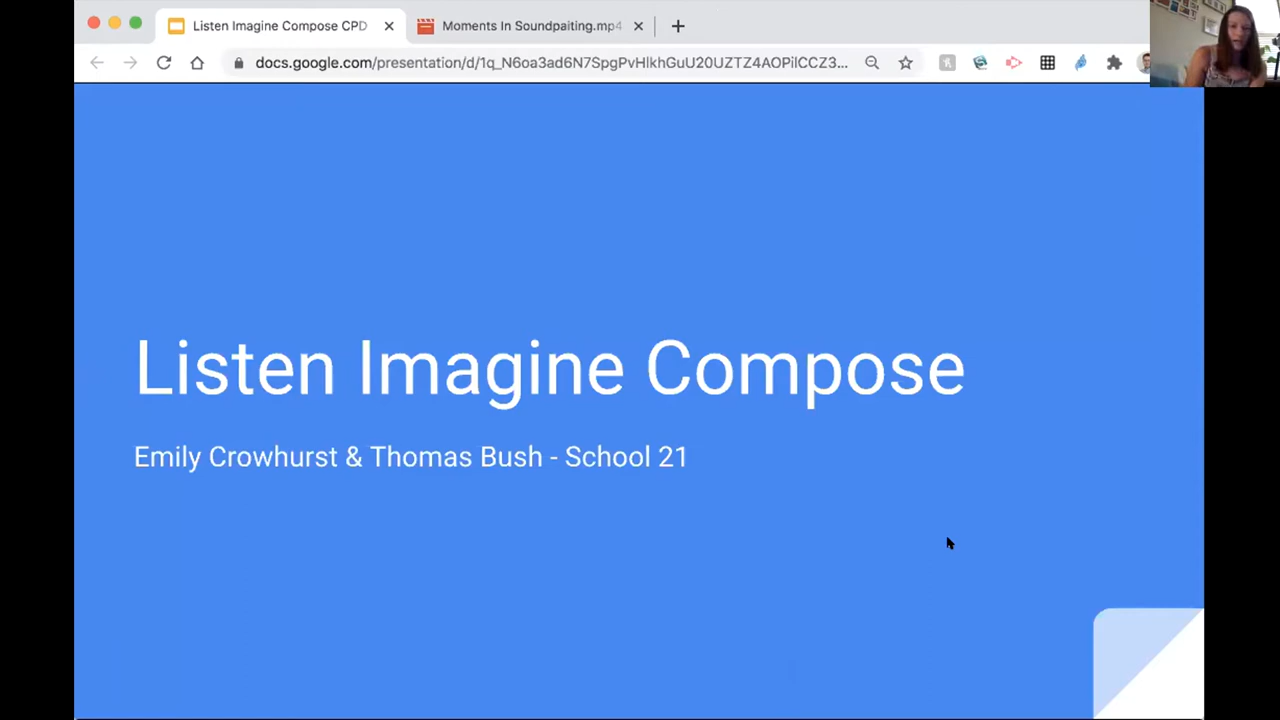 Listen Imagine Compose CPD
Moments In Soundpaiting.mp4
docs.google.com/presentation/d/1q_N6oa3ad6N7SpgPvHlkhGuU20UZTZ4AOPilCCZ3...
Listen Imagine Compose
Emily Crowhurst & Thomas Bush - School 21